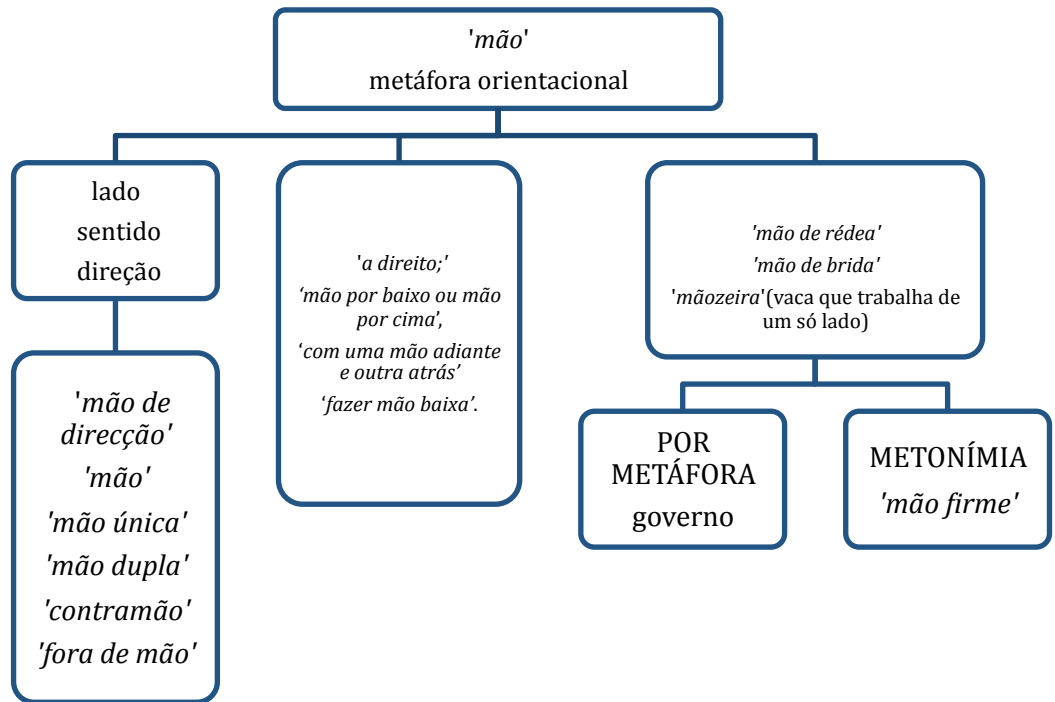 'mão'
metáfora orientacional
lado
sentido
direção
'a direito;'
‘mão por baixo ou mão
por cima’,
‘com uma mão adiante
e outra atrás’
‘fazer mão baixa’.
'mão de rédea'
'mão de brida'
'mãozeira'(vaca que trabalha de
um só lado)
'mão de
direcção'
'mão'
'mão única'
'mão dupla'
'contramão'
'fora de mão'
POR
METÁFORA
governo
METONÍMIA
'mão firme'